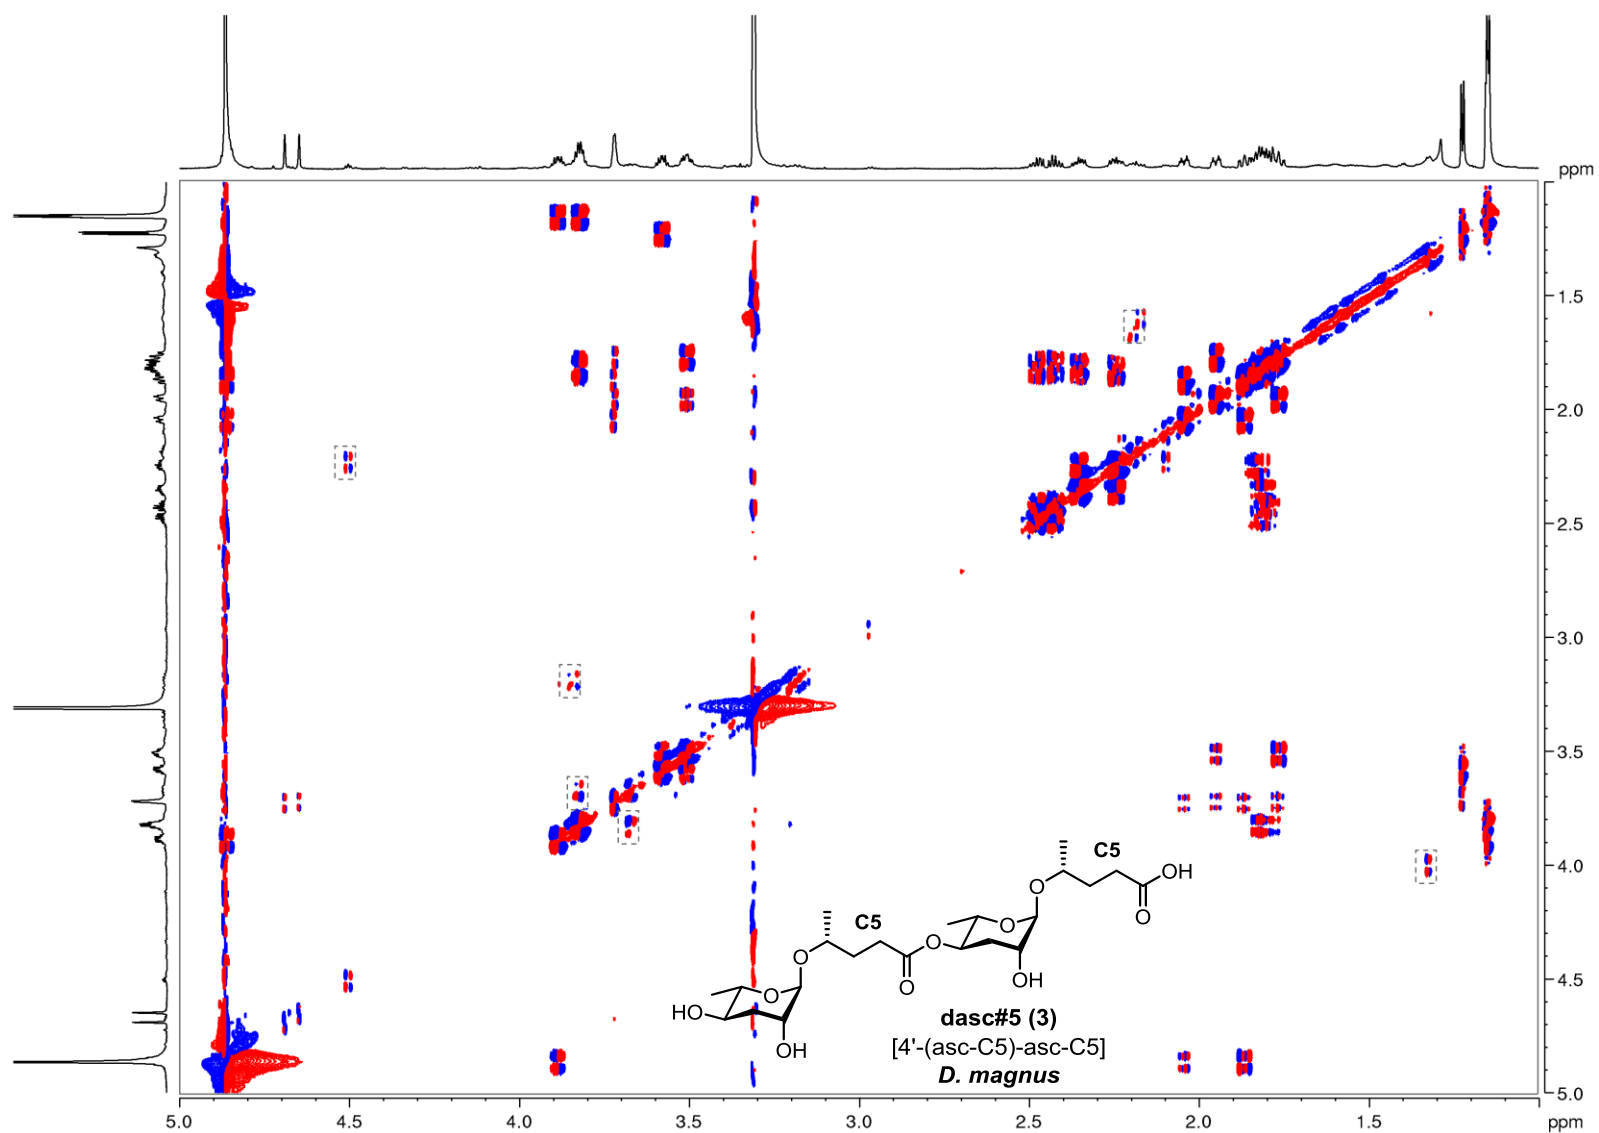 ppm
1.5
2.0
2.5
3.0
3.5
4.0
4.5
5.0
C5
OH
O
O
O
C5
O
O
O
O
OH
O
HO
OH
dasc#5 (3)
[4'-(asc-C5)-asc-C5]
D. magnus
5.0 4.5 4.0 3.5 3.0 2.5 2.0 1.5 ppm